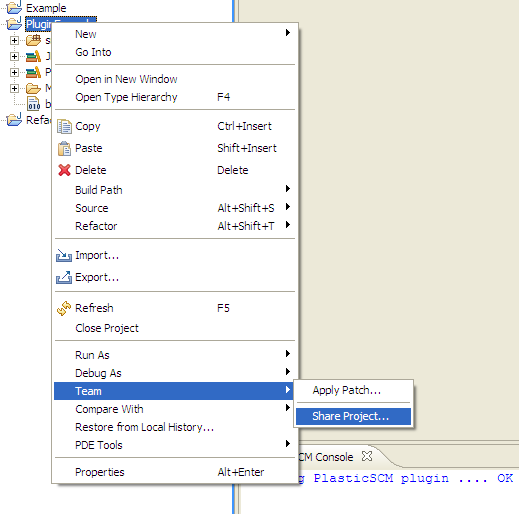 Example
New
Go Into
Open in New Window
Open Type Hierarchy F4
Copy Ctrl+Insert
Paste Shift+Insert
Delete Delete
Build Path
Source Alt+Shift+S
Refactor Alt+Shift+T
Import...
Export...
Refresh F5
Close Project
Run As
Debug As
Team
Apply Patch...
Compare With
Share Project...
Restore from Local History...
PDE Tools
CM Console
Properties Alt+Enter
g PlasticSCM plugin .... OK